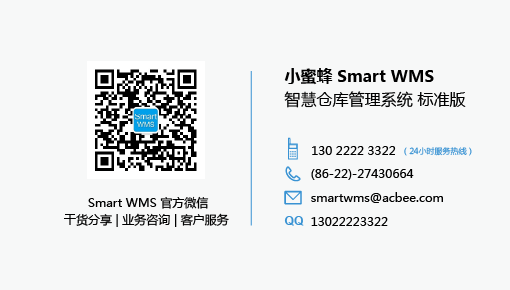 Smart
WMS
Smart WMS 官方微信
干货分享 | 业务咨询 | 客户服务
小蜜蜂 Smart WMS
智慧仓库管理系统 标准版
130 2222 3322 （24小时服务热线）
(86-22)-27430664
smartwms@acbee.com
QQ 13022223322